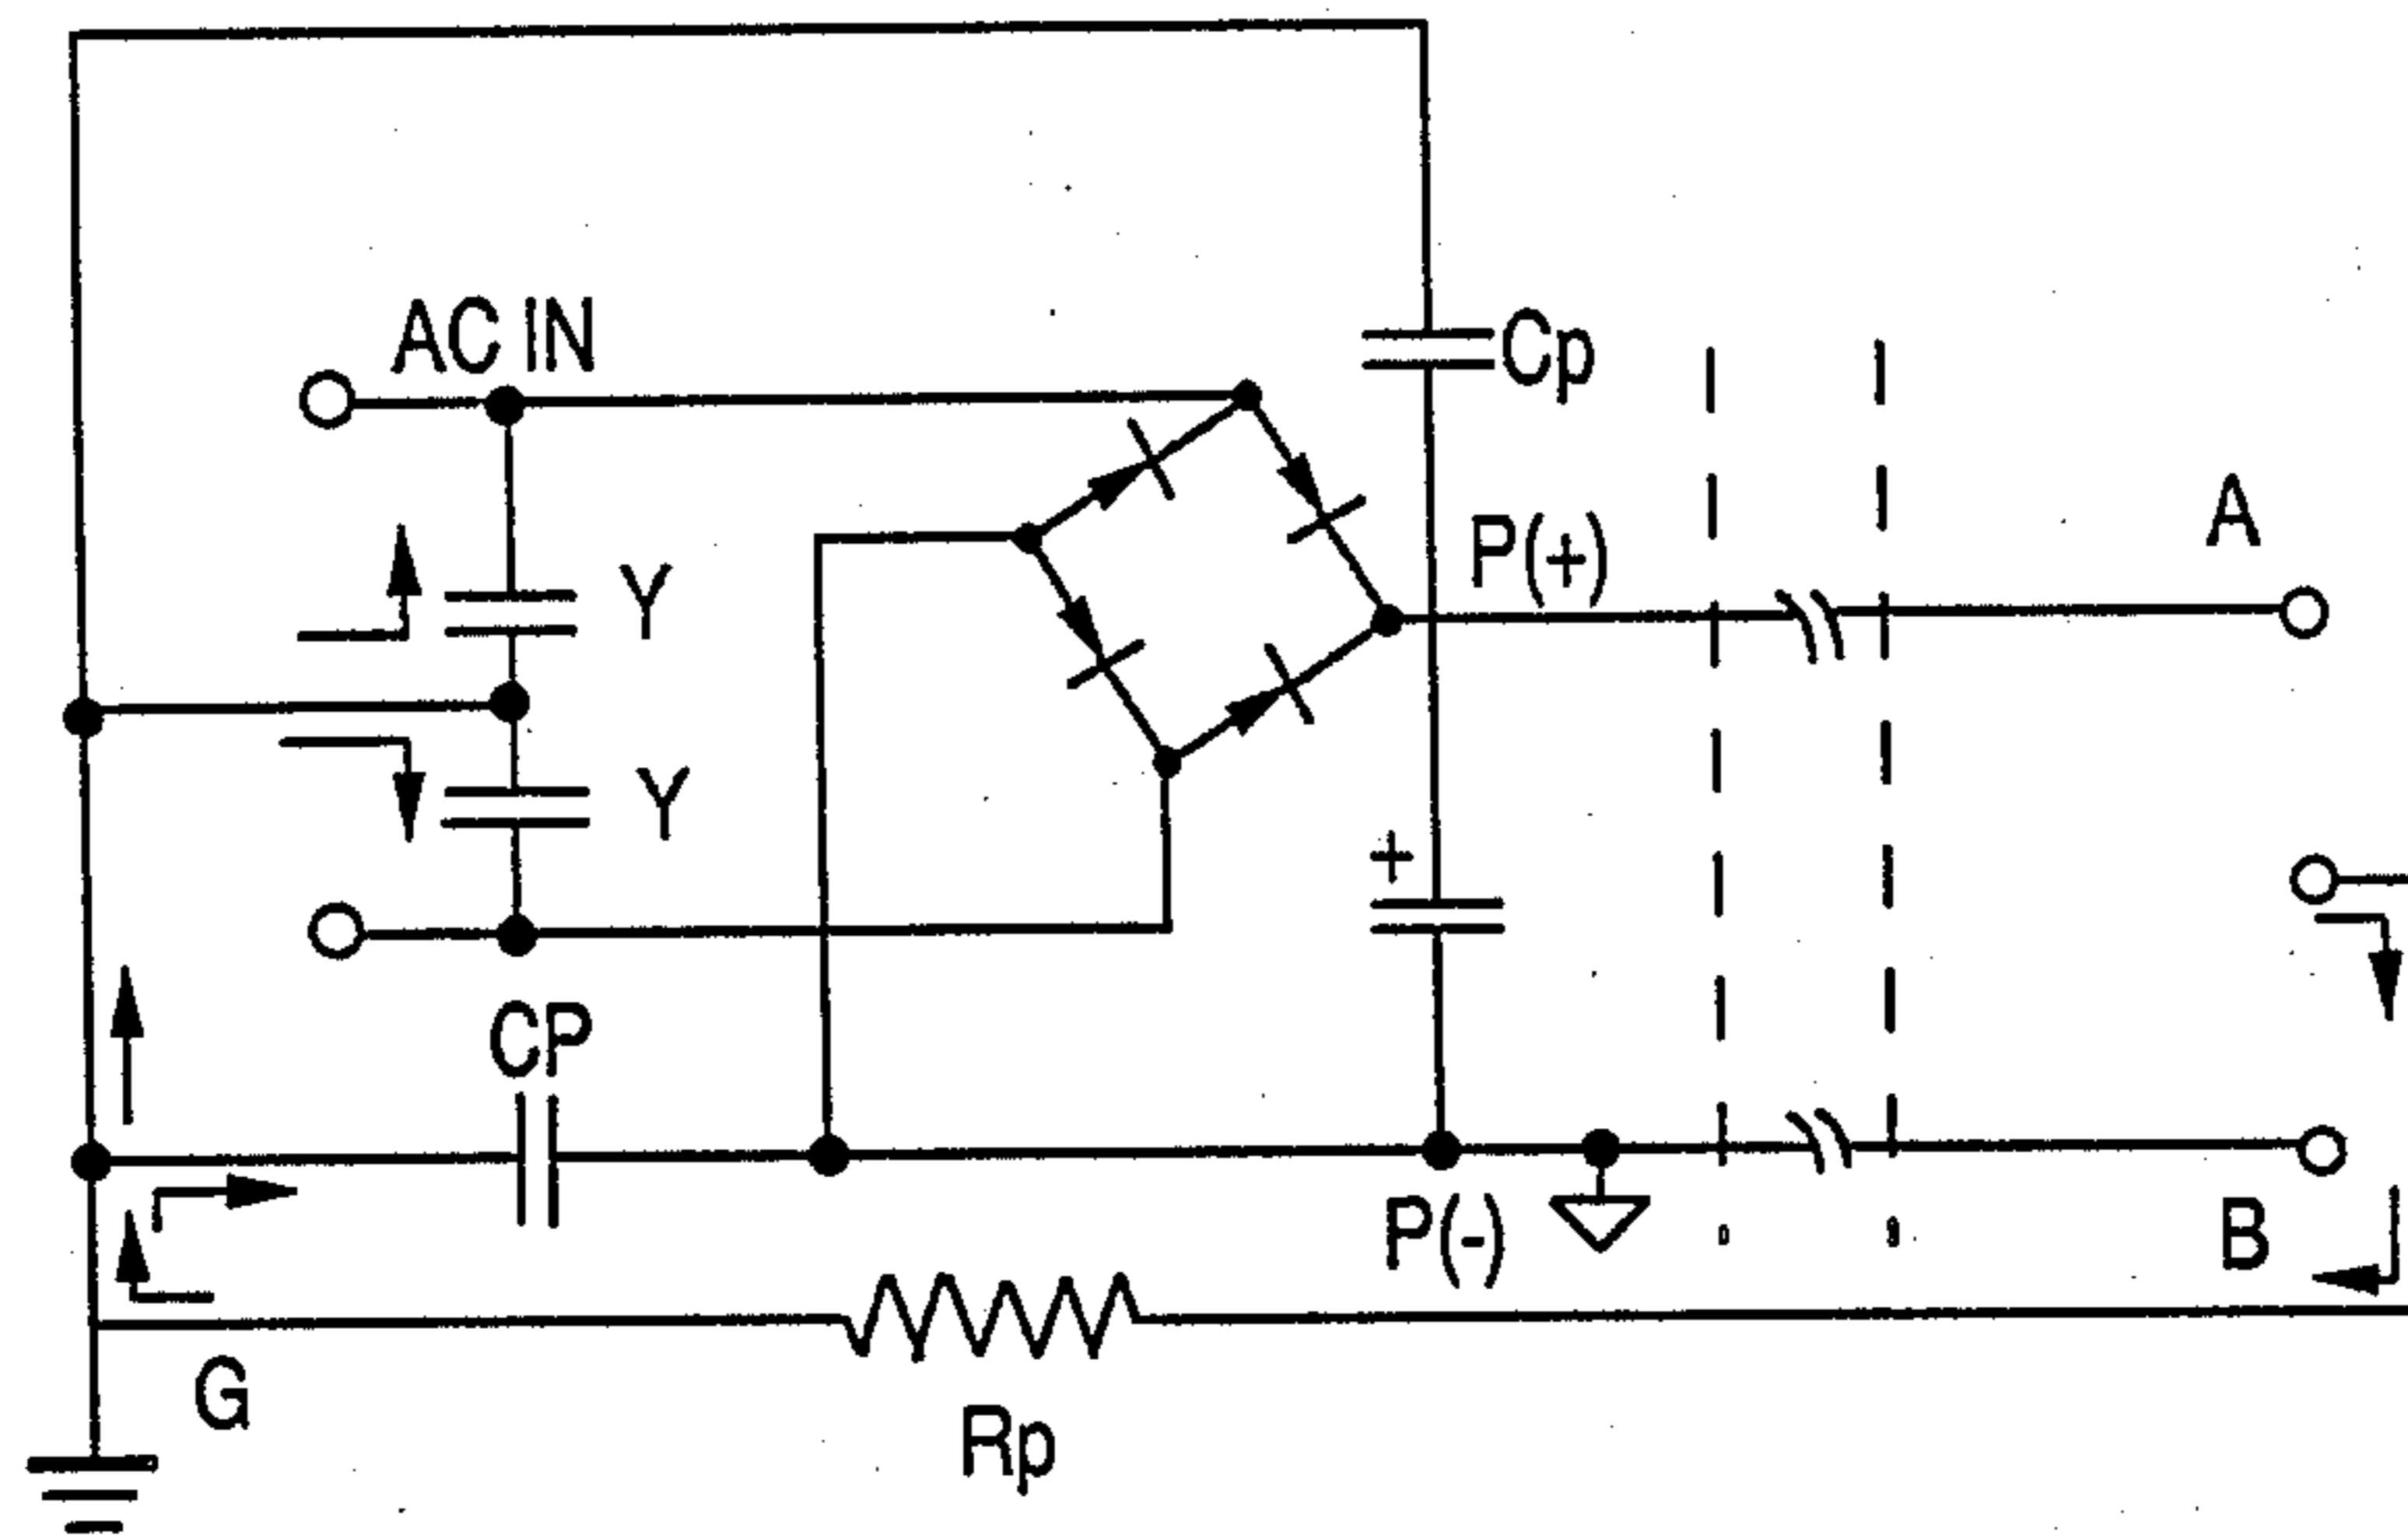 AC IN
Cp
P(+)
A
Y
Y
+
CP
P(-)
B
G
Rp